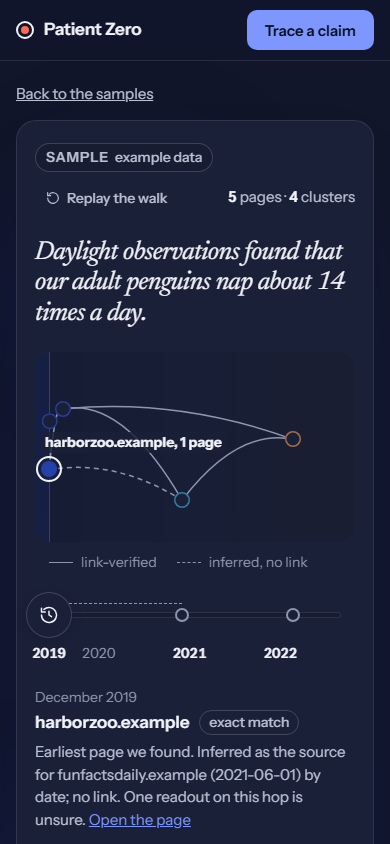 Patient Zero
Trace a claim
Back to the samples
SAMPLE example data
Replay the walk
5 pages · 4 clusters
Daylight observations found that
our adult penguins nap about 14
times a day.
harborzoo.example, 1 page
link-verified
inferred, no link
2019 2020 2021 2022
December 2019
harborzoo.example exact match
Earliest page we found. Inferred as the source
for funfactsdaily.example (2021-06-01) by
date; no link. One readout on this hop is
unsure. Open the page